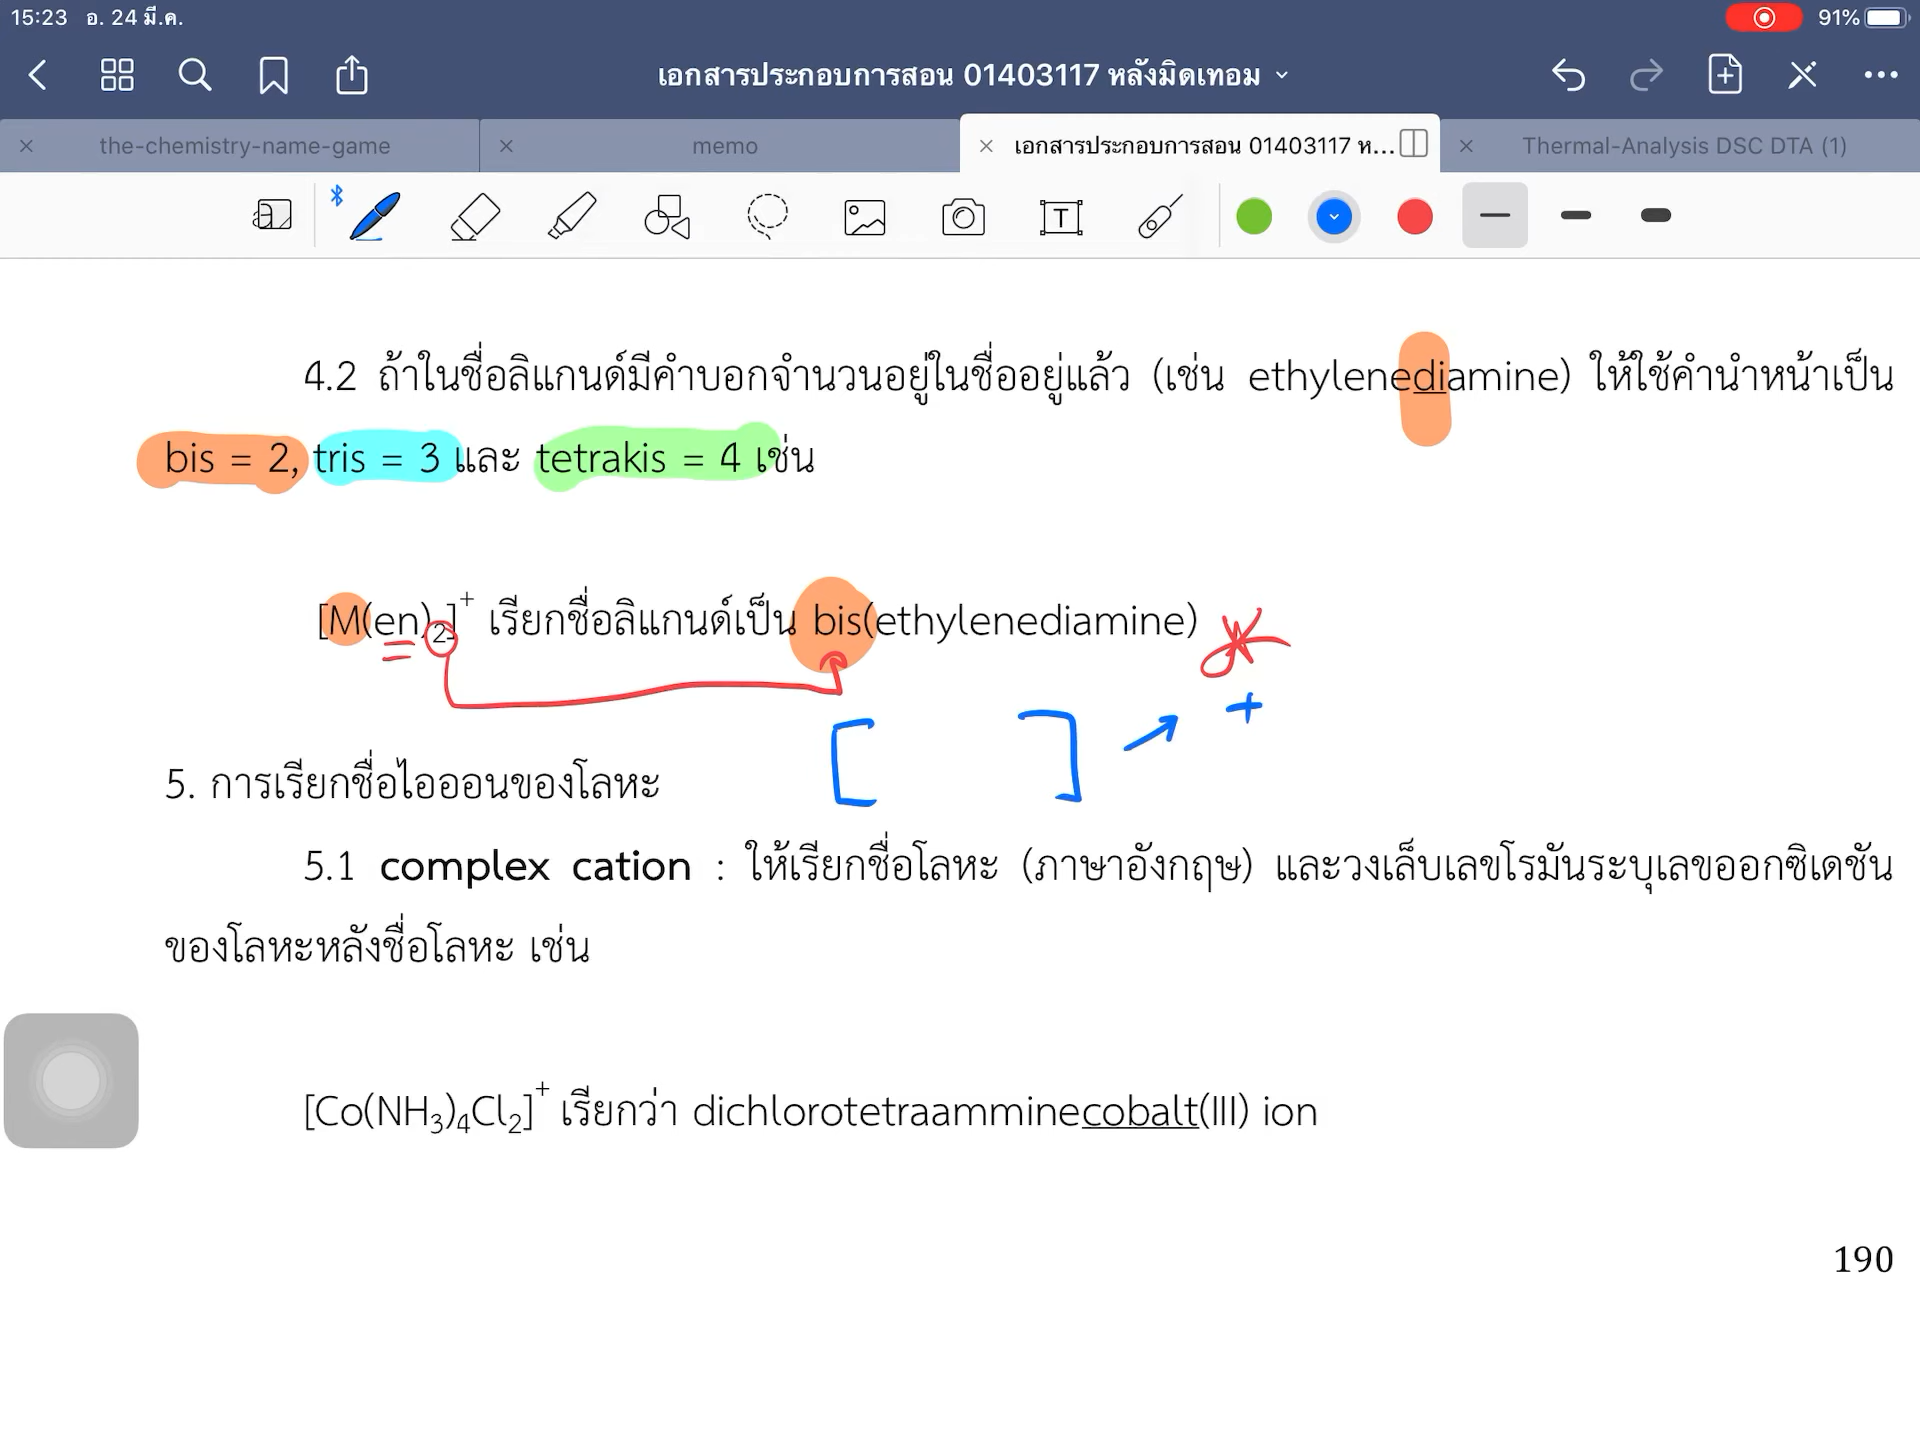 15:23 อ. 24 มี.ค. 91%
เอกสารประกอบการสอน 01403117 หลังมิดเทอม
the-chemistry-name-game memo เอกสารประกอบการสอน 01403117 ห... Thermal-Analysis DSC DTA (1)
T
4.2 ถ้าในชื่อลิแกนด์มีคำบอกจำนวนอยู่ในชื่ออยู่แล้ว (เช่น ethylenediamine) ให้ใช้คำนำหน้าเป็น
bis = 2, tris = 3 และ tetrakis = 4 เช่น
[M(en)₂]⁺ เรียกชื่อลิแกนด์เป็น bis(ethylenediamine)
[ ] +
5. การเรียกชื่อไอออนของโลหะ
5.1 complex cation : ให้เรียกชื่อโลหะ (ภาษาอังกฤษ) และวงเล็บเลขโรมันระบุเลขออกซิเดชัน
ของโลหะหลังชื่อโลหะ เช่น
[Co(NH₃)₄Cl₂]⁺ เรียกว่า dichlorotetraamminecobalt(III) ion
190